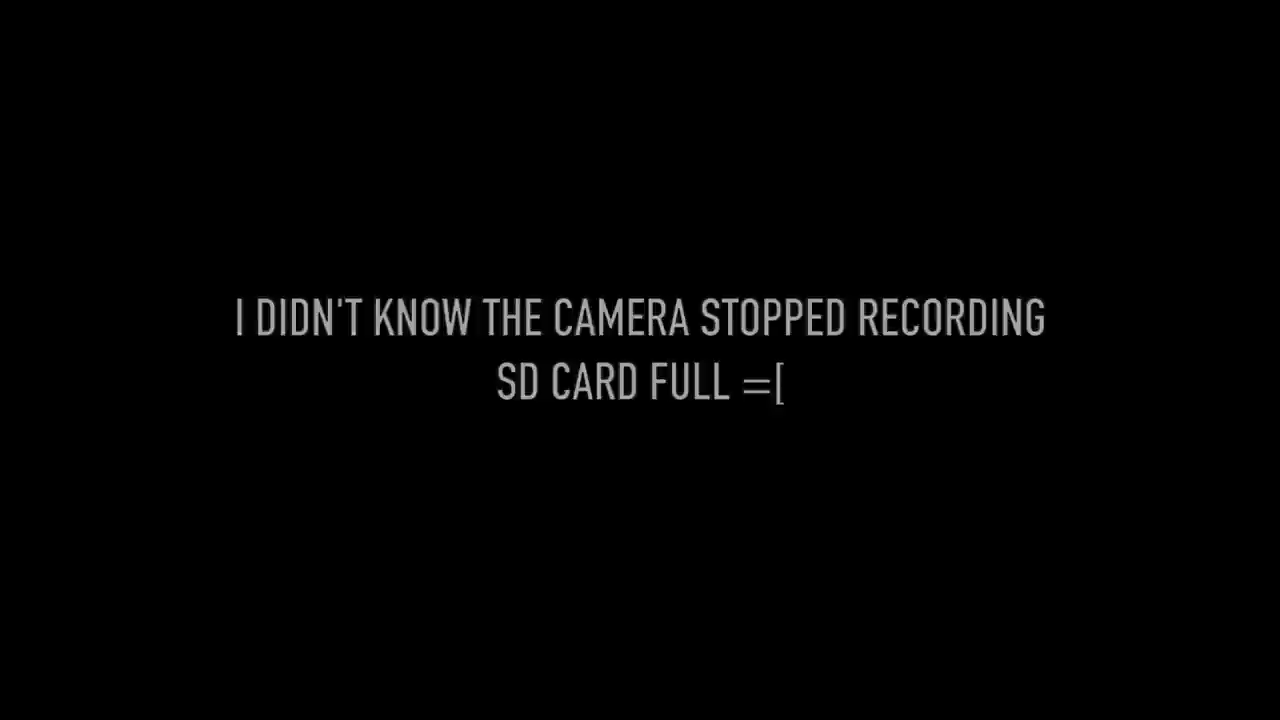 I DIDN'T KNOW THE CAMERA STOPPED RECORDING
SD CARD FULL =[